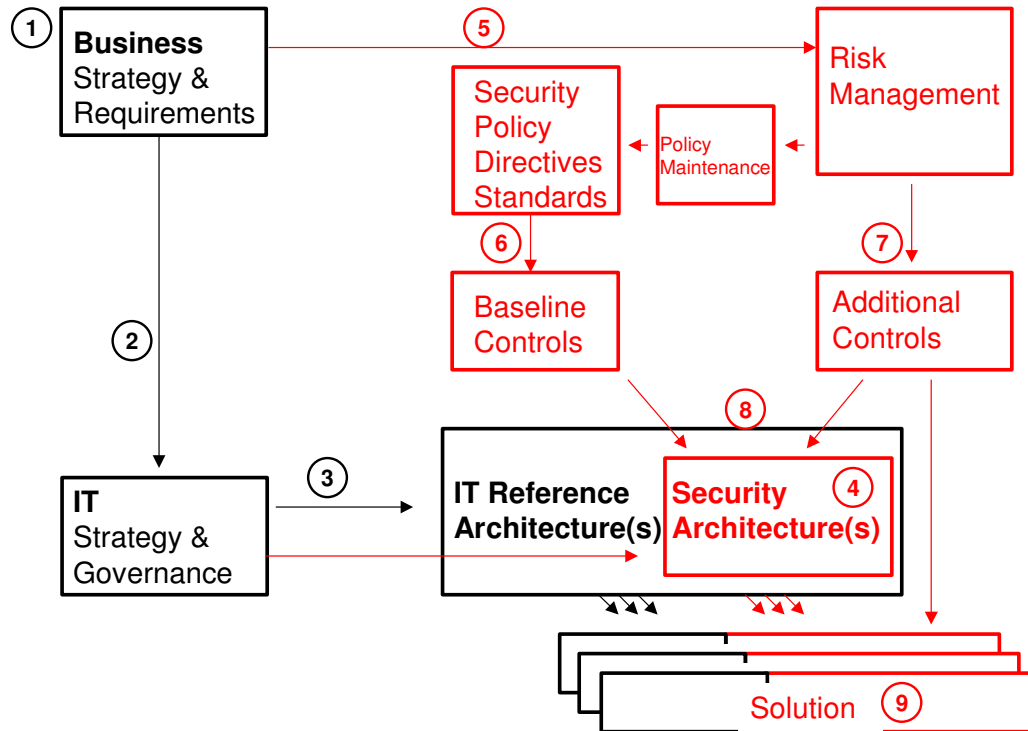 1
Business
Strategy &
Requirements
5
Risk
Management
Security
Policy
Directives
Standards
Policy
Maintenance
6
7
Baseline
Controls
Additional
Controls
2
8
3
IT
Strategy &
Governance
IT Reference
Architecture(s)
Security
Architecture(s)
4
Solution
9